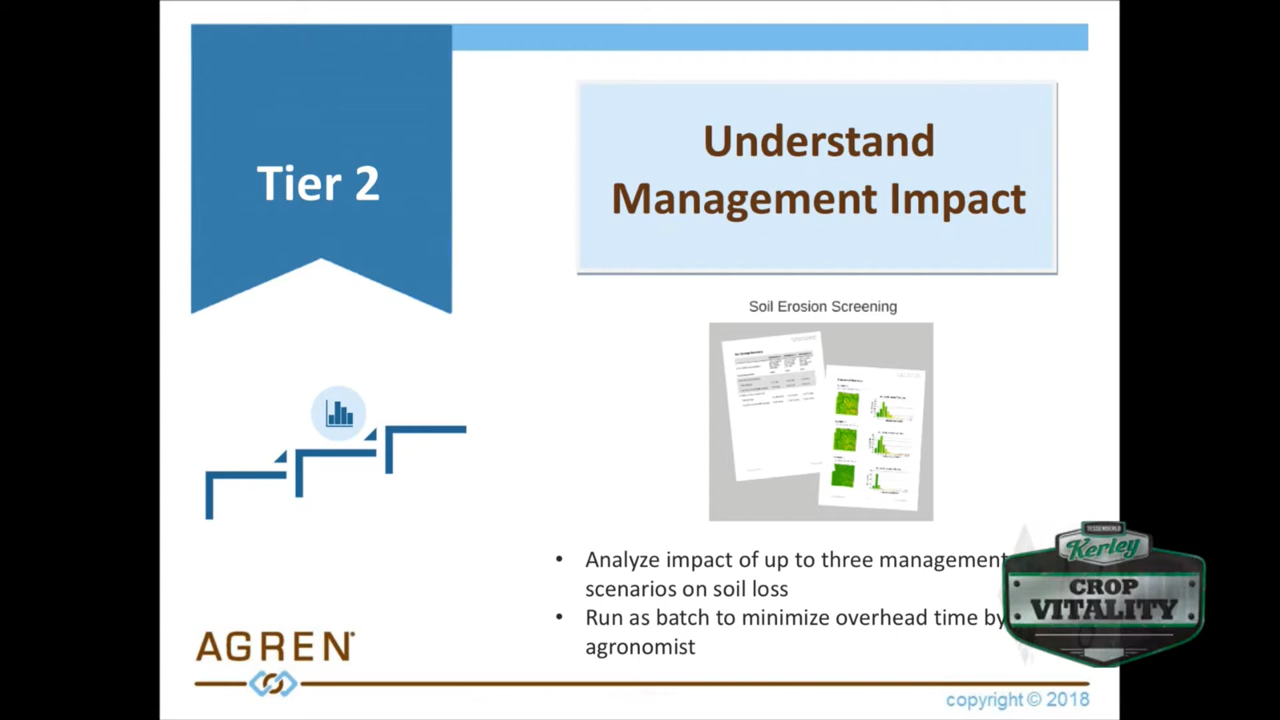 Tier 2
Understand
Management Impact
Soil Erosion Screening
• Analyze impact of up to three management
scenarios on soil loss
• Run as batch to minimize overhead time by
agronomist
AGREN®
copyright © 2018
TESSENDERLO
Kerley
CROP
VITALITY